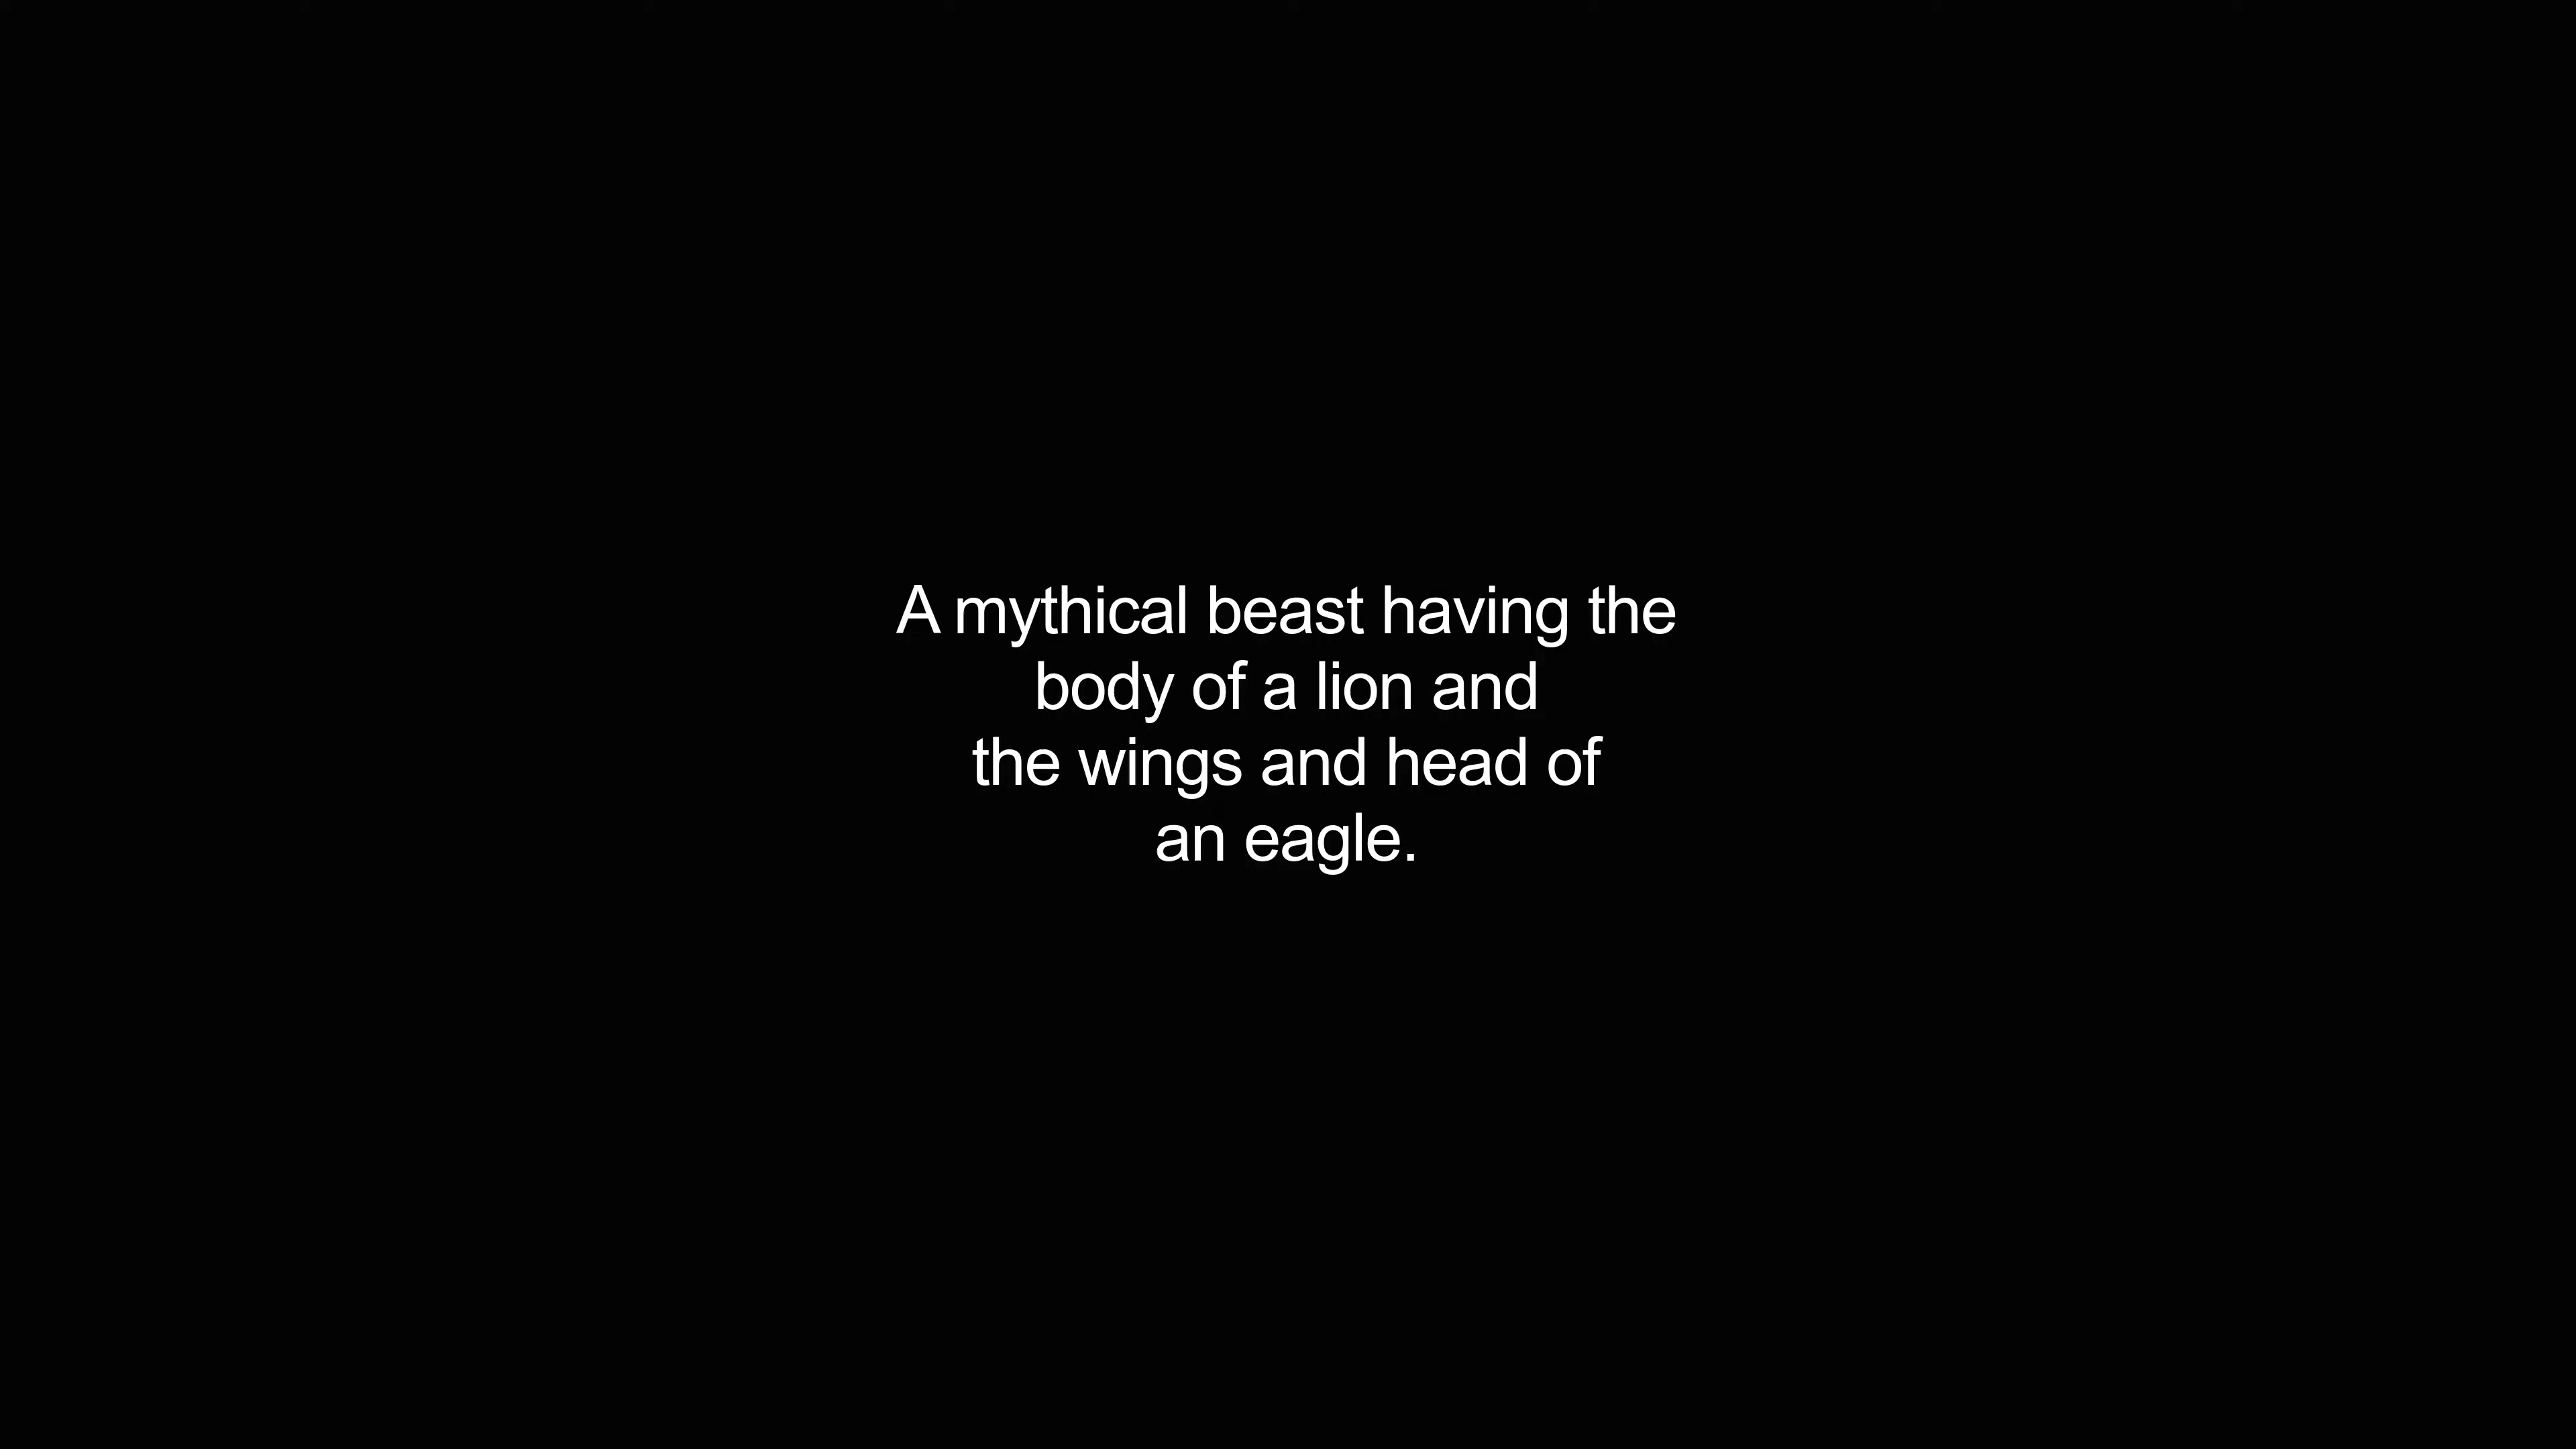 A mythical beast having the
body of a lion and
the wings and head of
an eagle.